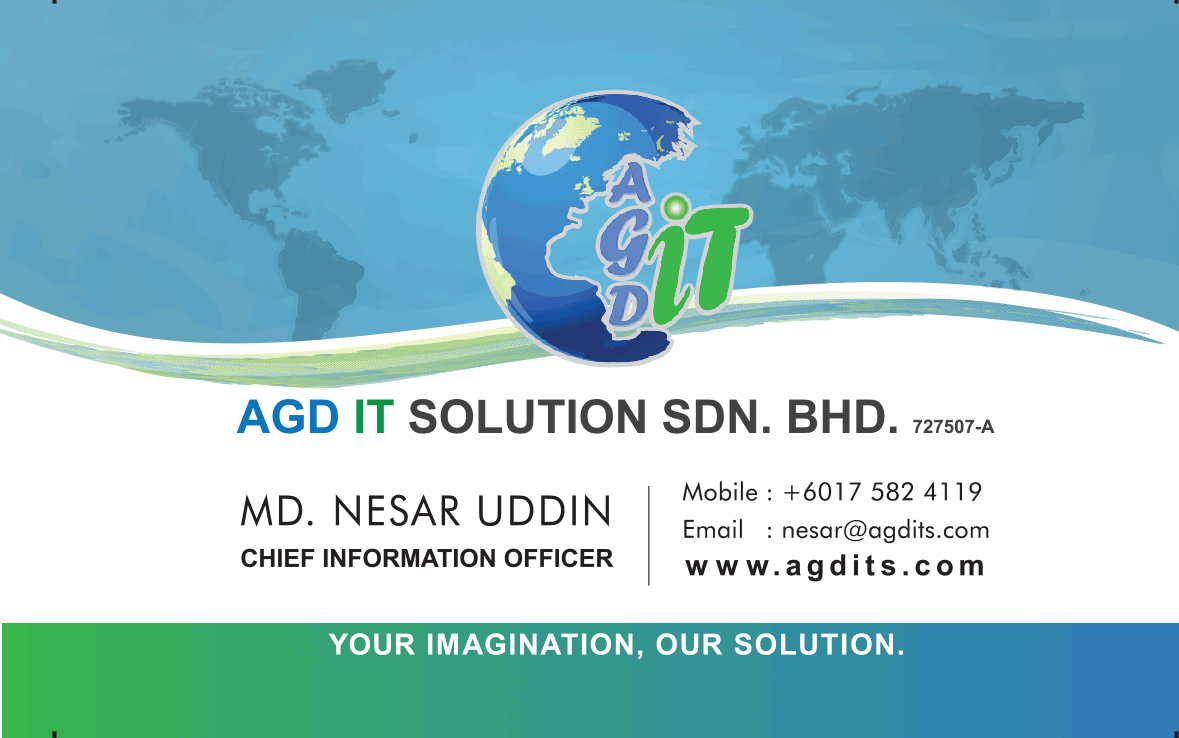 AGD
iT
AGD IT SOLUTION SDN. BHD. 727507-A
MD. NESAR UDDIN
CHIEF INFORMATION OFFICER
Mobile : +6017 582 4119
Email : nesar@agdits.com
www.agdits.com
YOUR IMAGINATION, OUR SOLUTION.